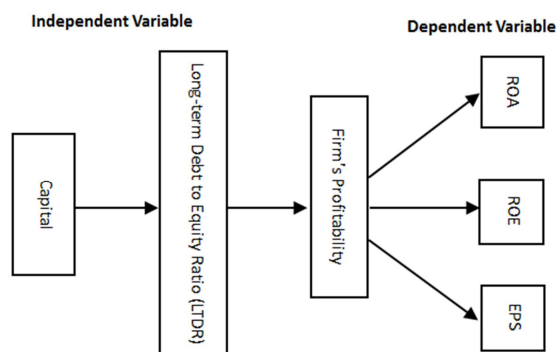 Independent Variable
Dependent Variable
Capital
Long-term Debt to Equity Ratio (LTDR)
Firm's Profitability
ROA
ROE
EPS